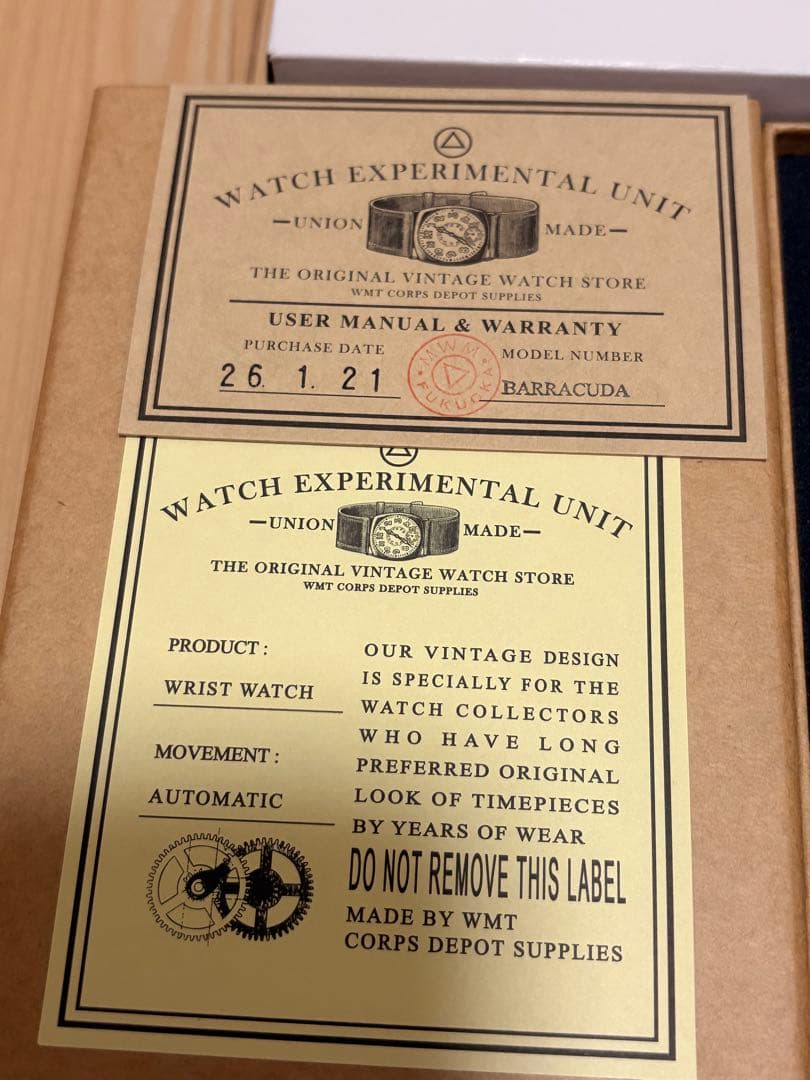 WATCH EXPERIMENTAL UNIT
—UNION MADE—
THE ORIGINAL VINTAGE WATCH STORE
WMT CORPS DEPOT SUPPLIES
USER MANUAL & WARRANTY
PURCHASE DATE
26. 1. 21
MWM FUKUOKA
MODEL NUMBER
BARRACUDA
WATCH EXPERIMENTAL UNIT
—UNION MADE—
THE ORIGINAL VINTAGE WATCH STORE
WMT CORPS DEPOT SUPPLIES
PRODUCT :
WRIST WATCH
MOVEMENT :
AUTOMATIC
OUR VINTAGE DESIGN
IS SPECIALLY FOR THE
WATCH COLLECTORS
WHO HAVE LONG
PREFERRED ORIGINAL
LOOK OF TIMEPIECES
BY YEARS OF WEAR
DO NOT REMOVE THIS LABEL
MADE BY WMT
CORPS DEPOT SUPPLIES